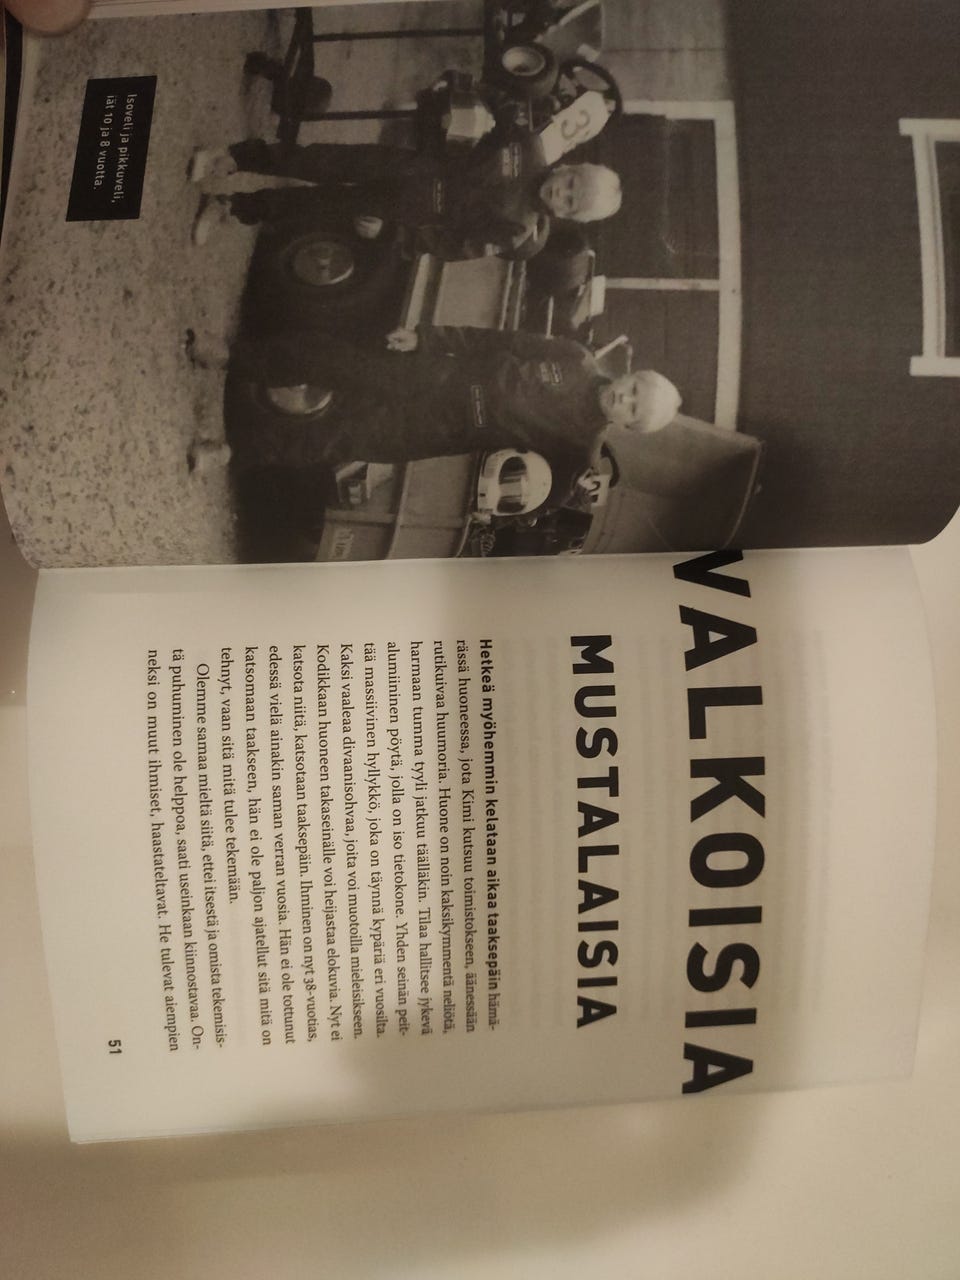 Isoveli ja pikkuveli,
iät 10 ja 8 vuotta.
3
VALKOISIA
MUSTALAISIA
Hetkeä myöhemmin kelataan aikaa taaksepäin hämä-
rässä huoneessa, jota Kimi kutsuu toimistokseen, äänessään
rutikuivaa huumoria. Huone on noin kaksikymmentä neliötä,
harmaan tumma tyyli jatkuu täälläkin. Tilaa hallitsee jykevä
alumiininen pöytä, jolla on iso tietokone. Yhden seinän peit-
tää massiivinen hyllykkö, joka on täynnä kypäriä eri vuosilta.
Kaksi vaaleaa divaanisohvaa, joita voi muotoilla mieleisikseen.
Kodikkaan huoneen takaseinälle voi heijastaa elokuvia. Nyt ei
katsota niitä, katsotaan taaksepäin. Ihminen on nyt 38-vuotias,
edessä vielä ainakin saman verran vuosia. Hän ei ole tottunut
katsomaan taakseen, hän ei ole paljon ajatellut sitä mitä on
tehnyt, vaan sitä mitä tulee tekemään.
Olemme samaa mieltä siitä, ettei itsestä ja omista tekemisis-
tä puhuminen ole helppoa, saati useinkaan kiinnostavaa. On-
neksi on muut ihmiset, haastateltavat. He tulevat aiempien
51